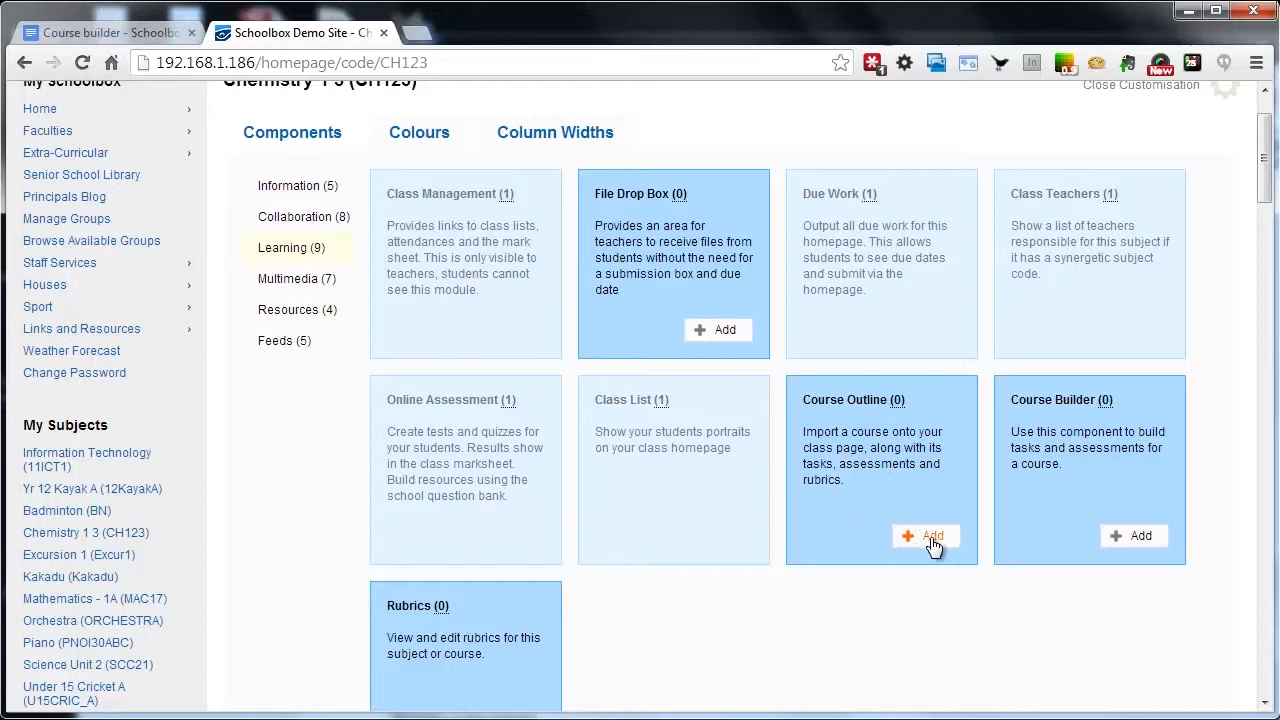 Course builder - Schoolbo
Schoolbox Demo Site - Ch
192.168.1.186/homepage/code/CH123
My Schoolbox
Home
Faculties
Extra-Curricular
Senior School Library
Principals Blog
Manage Groups
Browse Available Groups
Staff Services
Houses
Sport
Links and Resources
Weather Forecast
Change Password
My Subjects
Information Technology
(11ICT1)
Yr 12 Kayak A (12KayakA)
Badminton (BN)
Chemistry 1 3 (CH123)
Excursion 1 (Excur1)
Kakadu (Kakadu)
Mathematics - 1A (MAC17)
Orchestra (ORCHESTRA)
Piano (PNOI30ABC)
Science Unit 2 (SCC21)
Under 15 Cricket A
(U15CRIC_A)
Chemistry 1 3 (CH123)
Close Customisation
Components
Colours
Column Widths
Information (5)
Collaboration (8)
Learning (9)
Multimedia (7)
Resources (4)
Feeds (5)
Class Management (1)
Provides links to class lists,
attendances and the mark
sheet. This is only visible to
teachers, students cannot
see this module.
File Drop Box (0)
Provides an area for
teachers to receive files from
students without the need for
a submission box and due
date
Add
Due Work (1)
Output all due work for this
homepage. This allows
students to see due dates
and submit via the
homepage.
Class Teachers (1)
Show a list of teachers
responsible for this subject if
it has a synergetic subject
code.
Online Assessment (1)
Create tests and quizzes for
your students. Results show
in the class marksheet.
Build resources using the
school question bank.
Class List (1)
Show your students portraits
on your class homepage
Course Outline (0)
Import a course onto your
class page, along with its
tasks, assessments and
rubrics.
Add
Course Builder (0)
Use this component to build
tasks and assessments for
a course.
Add
Rubrics (0)
View and edit rubrics for this
subject or course.